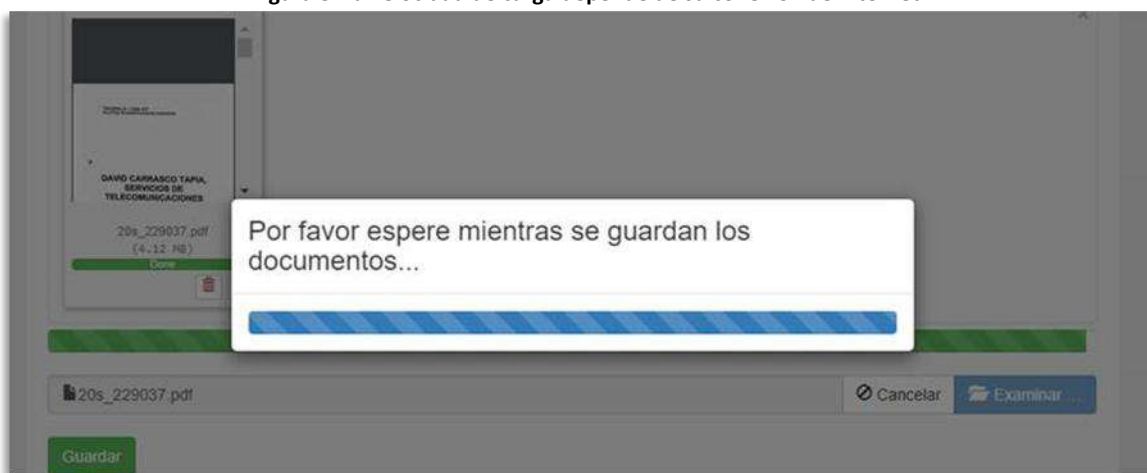 DAVID CARRASCO TAPIA,
SERVICIOS DE
TELECOMUNICACIONES
20s_229037.pdf
(4.12 MB)
Done
Por favor espere mientras se guardan los
documentos...
20s_229037.pdf
Cancelar
Examinar ...
Guardar